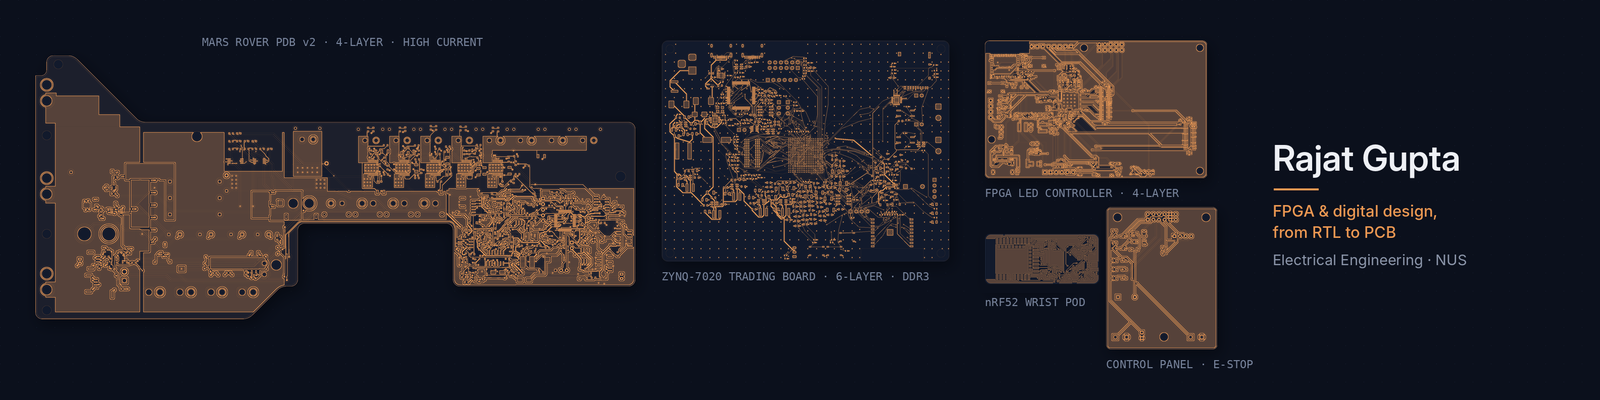 MARS ROVER PDB v2 · 4-LAYER · HIGH CURRENT
ZYNQ-7020 TRADING BOARD · 6-LAYER · DDR3
FPGA LED CONTROLLER · 4-LAYER
nRF52 WRIST POD
CONTROL PANEL · E-STOP
Rajat Gupta
FPGA & digital design,
from RTL to PCB
Electrical Engineering · NUS